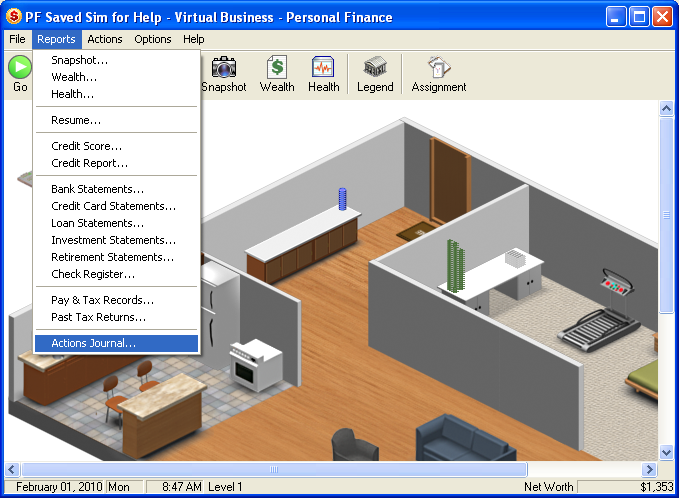 PF Saved Sim for Help - Virtual Business - Personal Finance
File Reports Actions Options Help
Go Snapshot Wealth Health Legend Assignment
Snapshot...
Wealth...
Health...
Resume...
Credit Score...
Credit Report...
Bank Statements...
Credit Card Statements...
Loan Statements...
Investment Statements...
Retirement Statements...
Check Register...
Pay & Tax Records...
Past Tax Returns...
Actions Journal...
February 01, 2010 Mon 8:47 AM Level 1 Net Worth $1,353